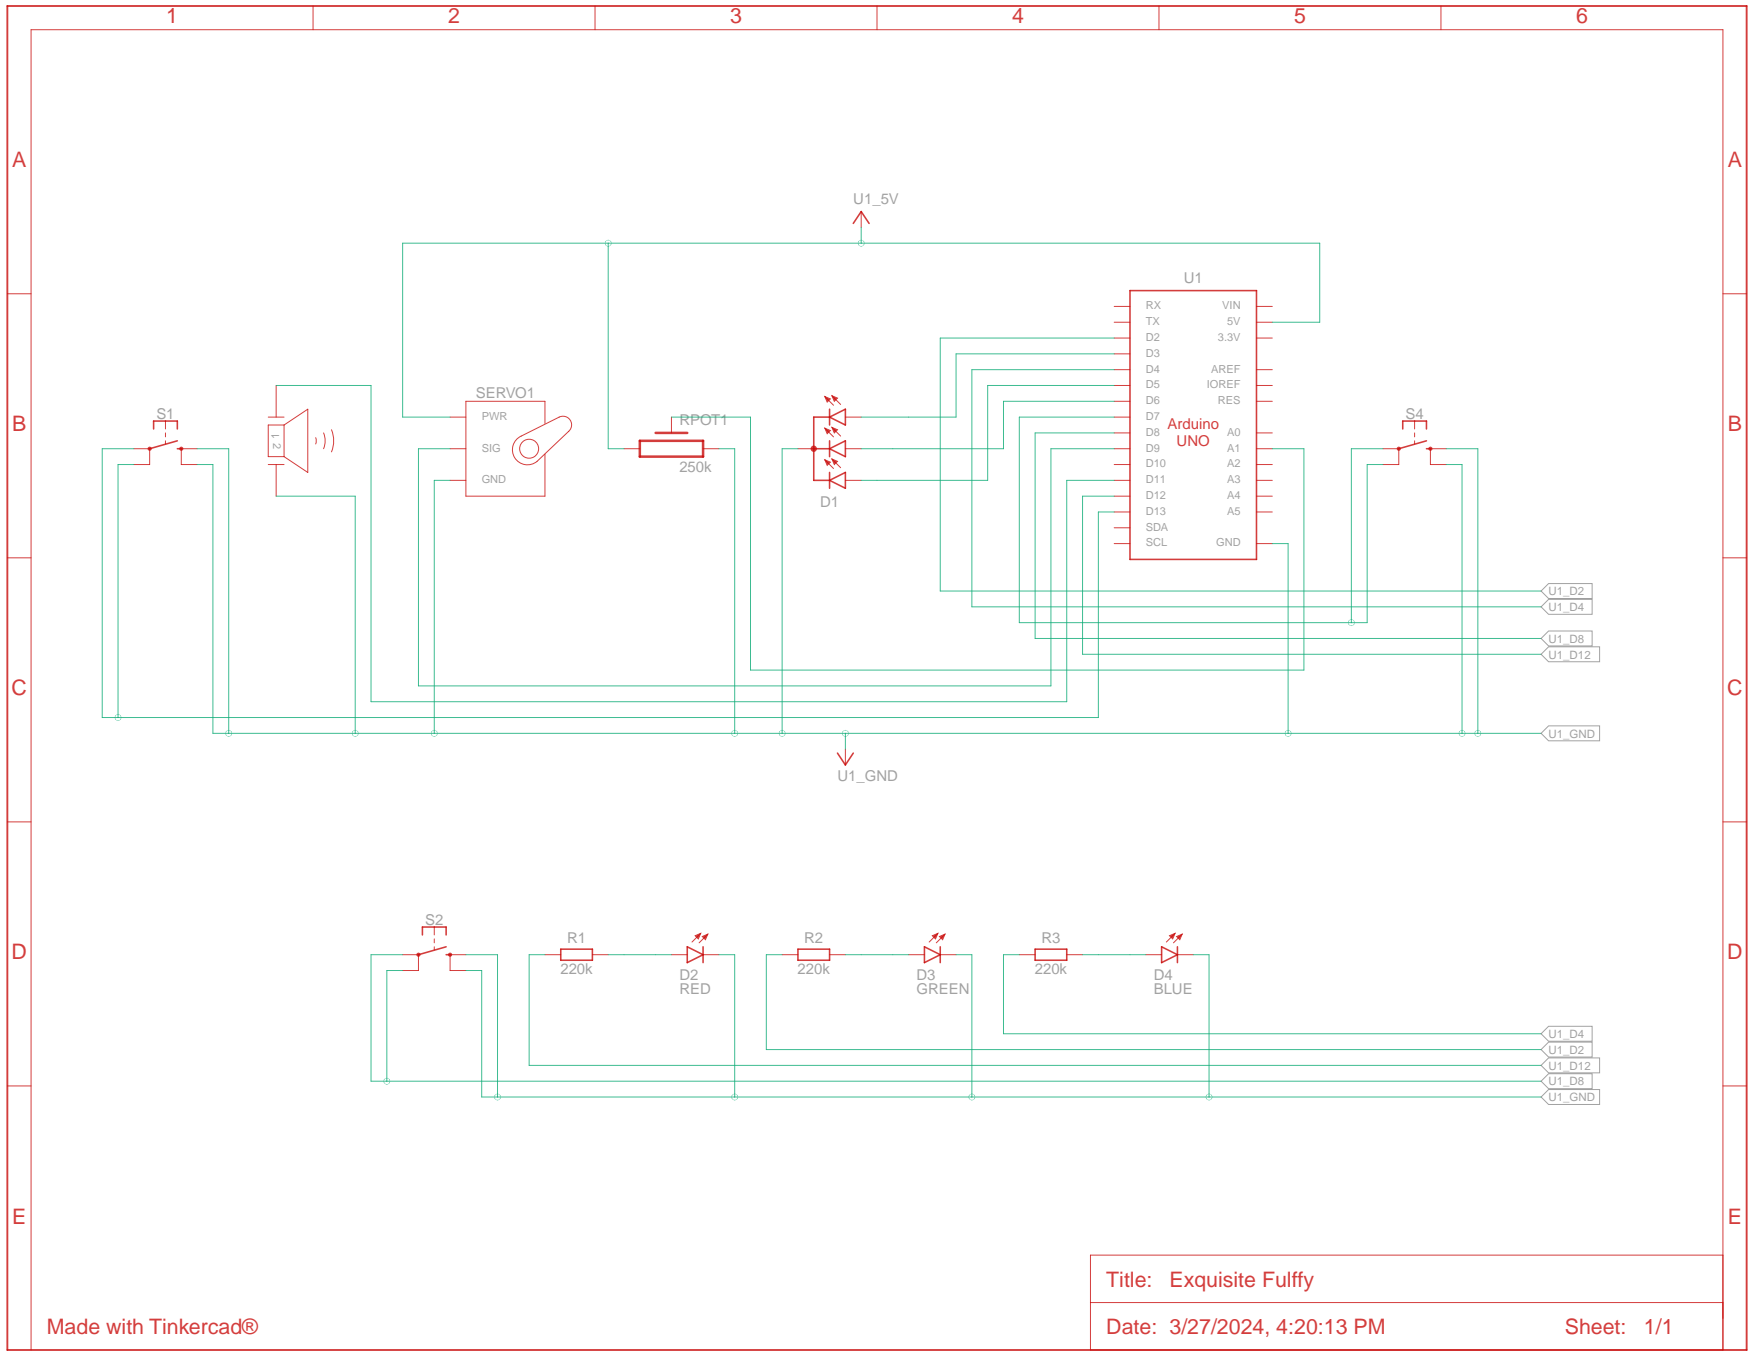 1 2 3 4 5 6
A A
U1_5V
U1
RX VIN
TX 5V
D2 3.3V
D3
D4 AREF
D5 IOREF
D6 RES
D7
Arduino
UNO
D8 A0
D9 A1
D10 A2
D11 A3
D12 A4
D13 A5
SDA
SCL GND
B B
S1
1 2
SERVO1
PWR
SIG
GND
RPOT1
250k
D1
S4
U1_D2
U1_D4
U1_D8
U1_D12
C C
U1_GND
U1_GND
D D
S2
R1
220k
D2
RED
R2
220k
D3
GREEN
R3
220k
D4
BLUE
U1_D4
U1_D2
U1_D12
U1_D8
U1_GND
E E
Title: Exquisite Fulffy
Made with Tinkercad®
Date: 3/27/2024, 4:20:13 PM Sheet: 1/1